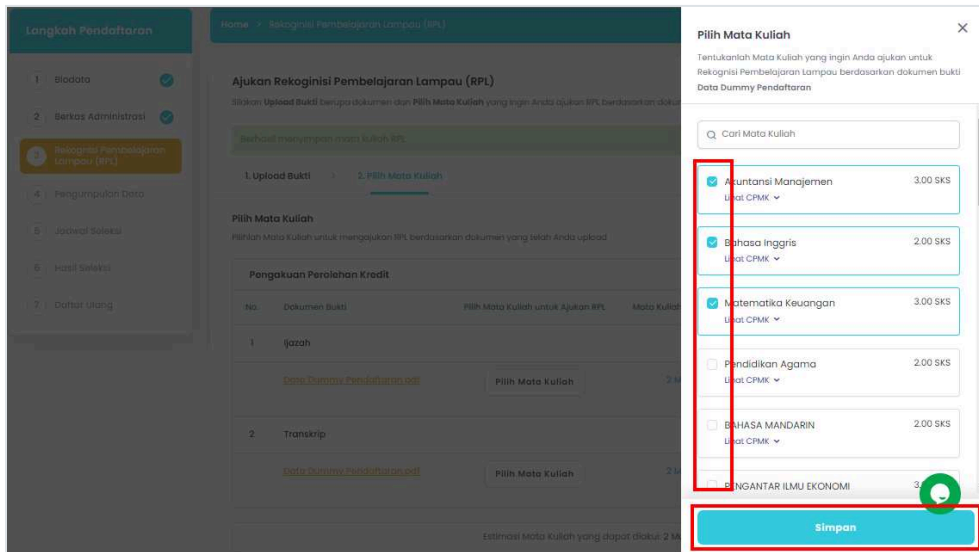 Langkah Pendaftaran
1 Biodata
2 Berkas Administrasi
3 Rekognisi Pembelajaran
Lampau (RPL)
4 Pengumpulan Data
5 Jadwal Seleksi
6 Hasil Seleksi
7 Daftar Ulang
Home > Rekoginisi Pembelajaran Lampau (RPL)
Ajukan Rekoginisi Pembelajaran Lampau (RPL)
Silakan Upload Bukti berupa dokumen dan Pilih Mata Kuliah yang ingin Anda ajukan RPL berdasarkan
Berhasil menyimpan mata kuliah RPL
1. Upload Bukti > 2. Pilih Mata Kuliah
Pilih Mata Kuliah
Pilihlah Mata Kuliah untuk mengajukan RPL berdasarkan dokumen yang telah Anda upload
Pengakuan Perolehan Kredit
No. Dokumen Bukti Pilih Mata Kuliah untuk Ajukan RPL Mata Kuliah
1 Ijazah
Data Dummy Pendaftaran.pdf Pilih Mata Kuliah 2
2 Transkrip
Data Dummy Pendaftaran.pdf Pilih Mata Kuliah 2
Estimasi Mata Kuliah yang dapat diakui: 2
Pilih Mata Kuliah
Tentukanlah Mata Kuliah yang ingin Anda ajukan untuk
Rekognisi Pembelajaran Lampau berdasarkan dokumen bukti
Data Dummy Pendaftaran
Cari Mata Kuliah
Akuntansi Manajemen 3.00 SKS
Lihat CPMK
Bahasa Inggris 2.00 SKS
Lihat CPMK
Matematika Keuangan 3.00 SKS
Lihat CPMK
Pendidikan Agama 2.00 SKS
Lihat CPMK
BAHASA MANDARIN 2.00 SKS
Lihat CPMK
PENGANTAR ILMU EKONOMI
Simpan